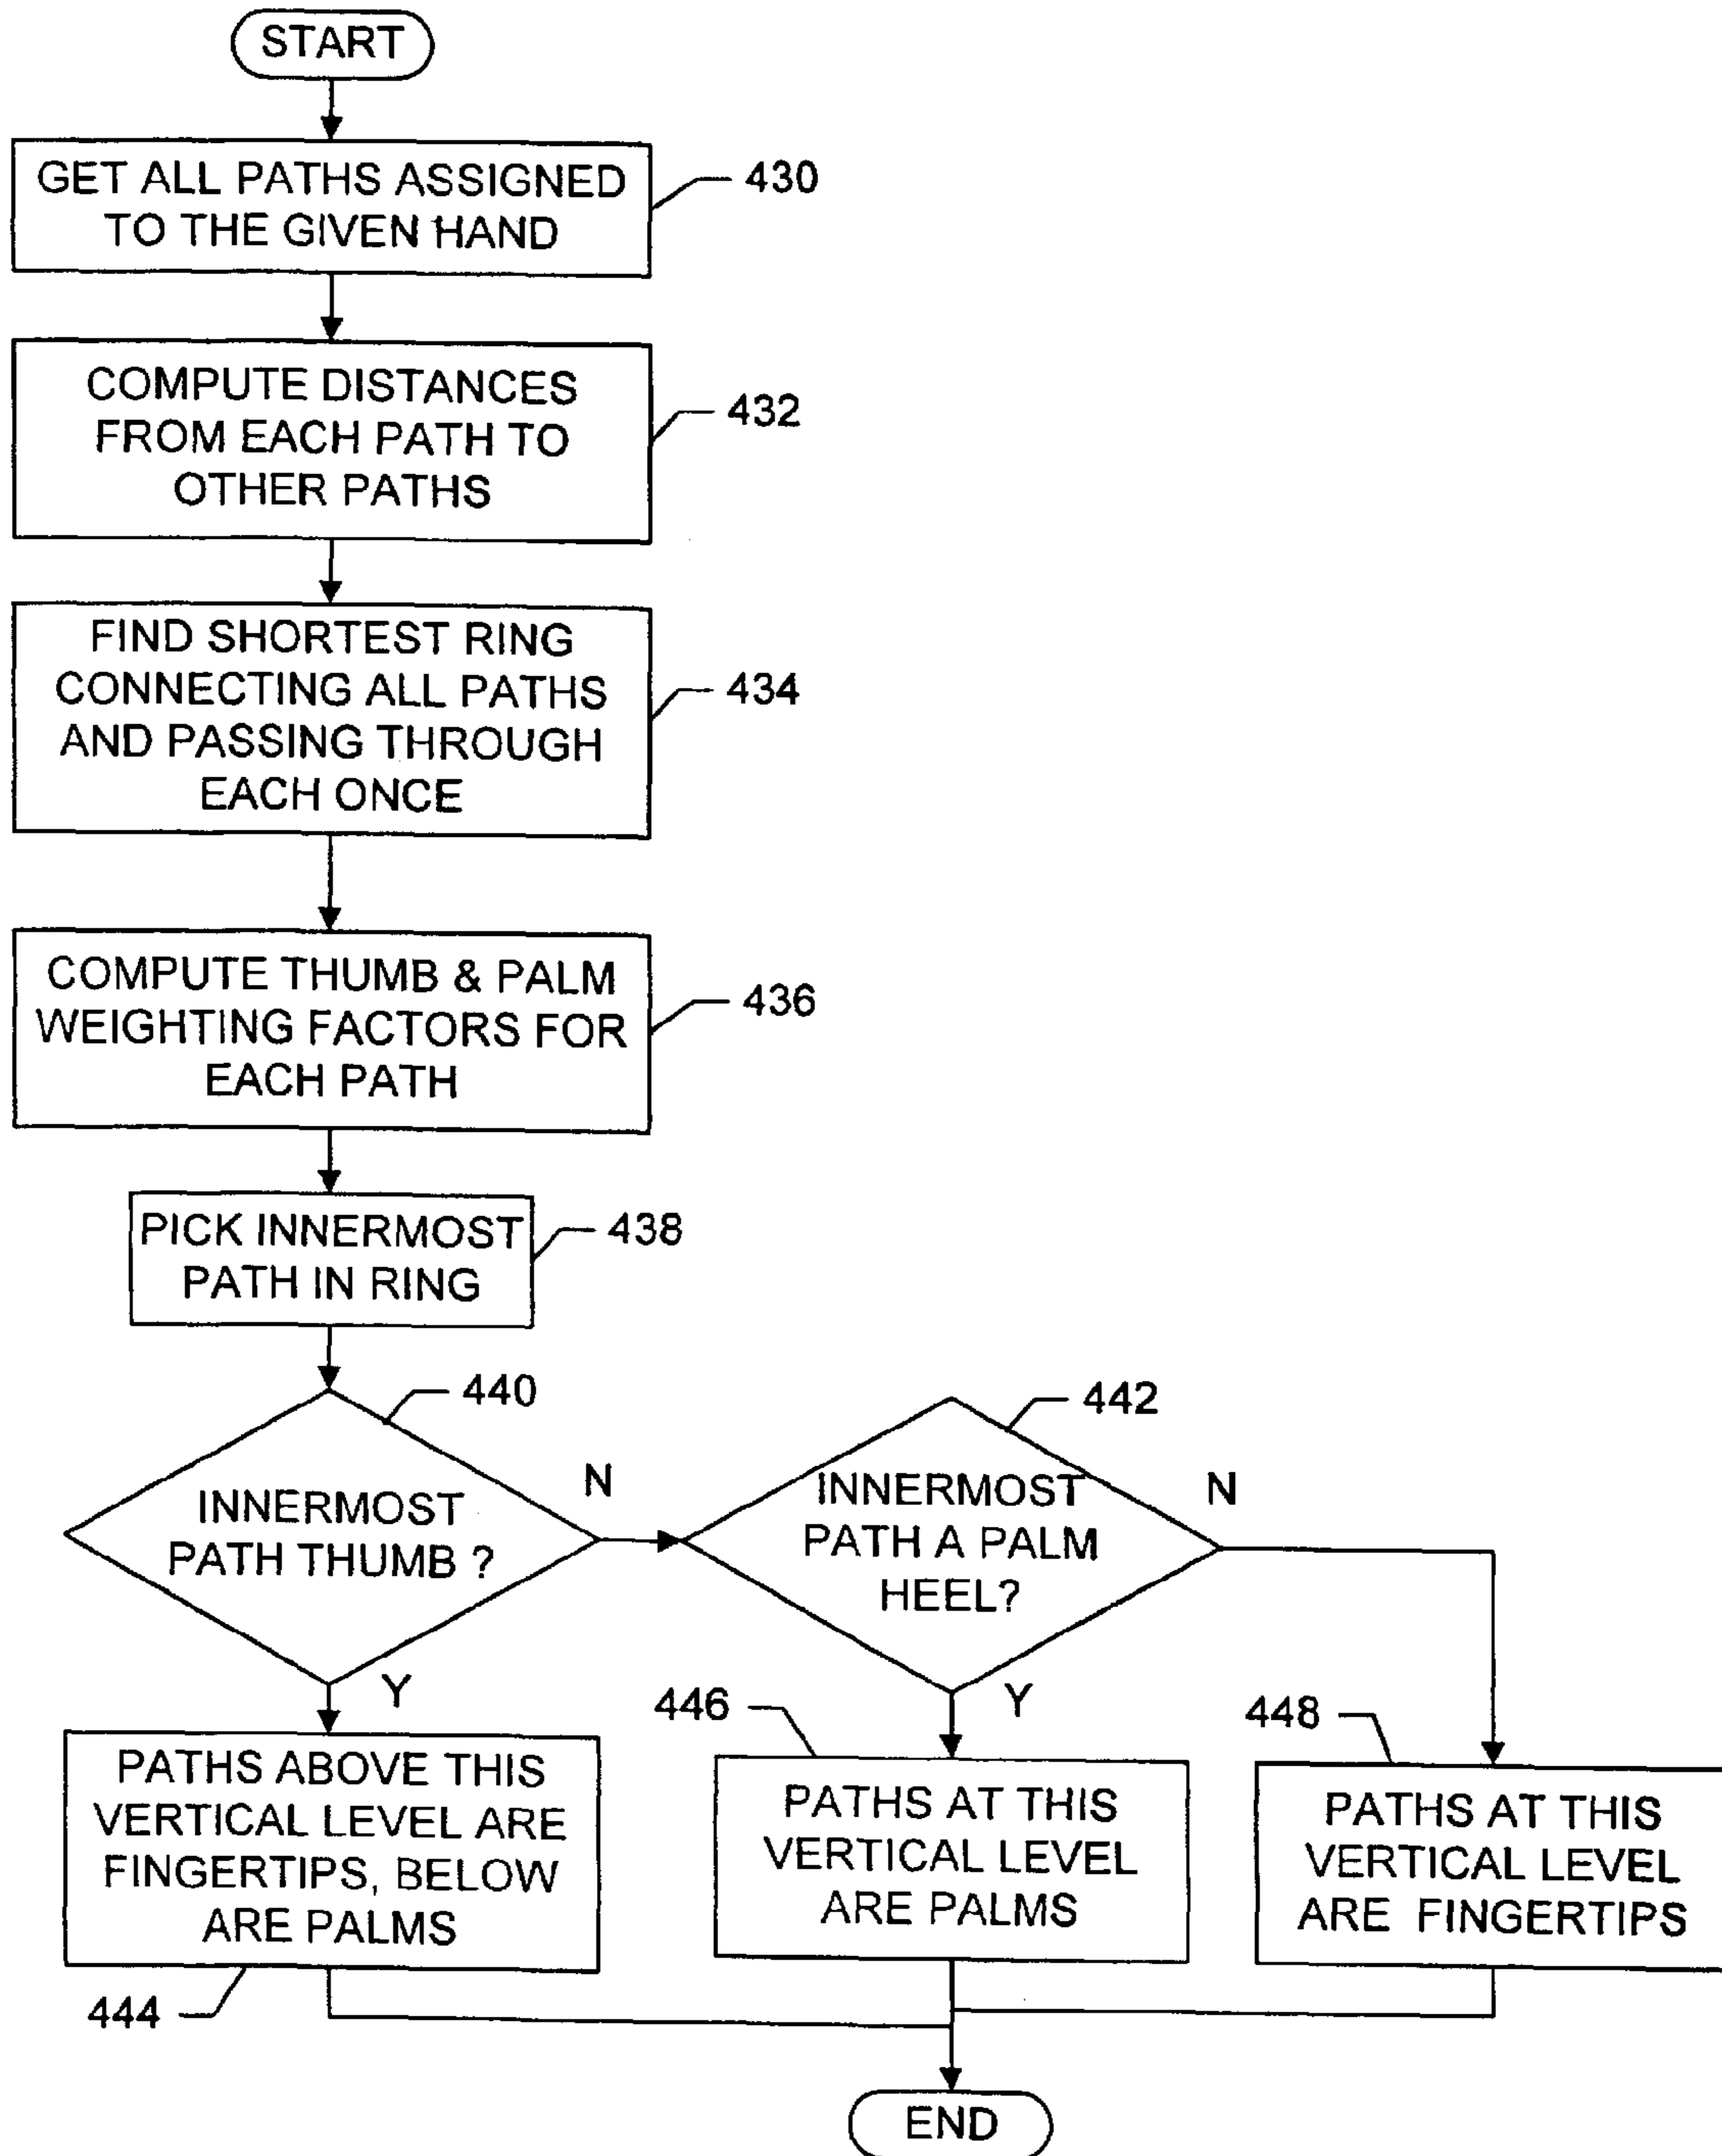 START
GET ALL PATHS ASSIGNED
TO THE GIVEN HAND
430
COMPUTE DISTANCES
FROM EACH PATH TO
OTHER PATHS
432
FIND SHORTEST RING
CONNECTING ALL PATHS
AND PASSING THROUGH
EACH ONCE
434
COMPUTE THUMB & PALM
WEIGHTING FACTORS FOR
EACH PATH
436
PICK INNERMOST
PATH IN RING
438
440
INNERMOST
PATH THUMB ?
N
Y
442
INNERMOST
PATH A PALM
HEEL?
N
Y
PATHS ABOVE THIS
VERTICAL LEVEL ARE
FINGERTIPS, BELOW
ARE PALMS
444
446
PATHS AT THIS
VERTICAL LEVEL
ARE PALMS
448
PATHS AT THIS
VERTICAL LEVEL
ARE FINGERTIPS
END